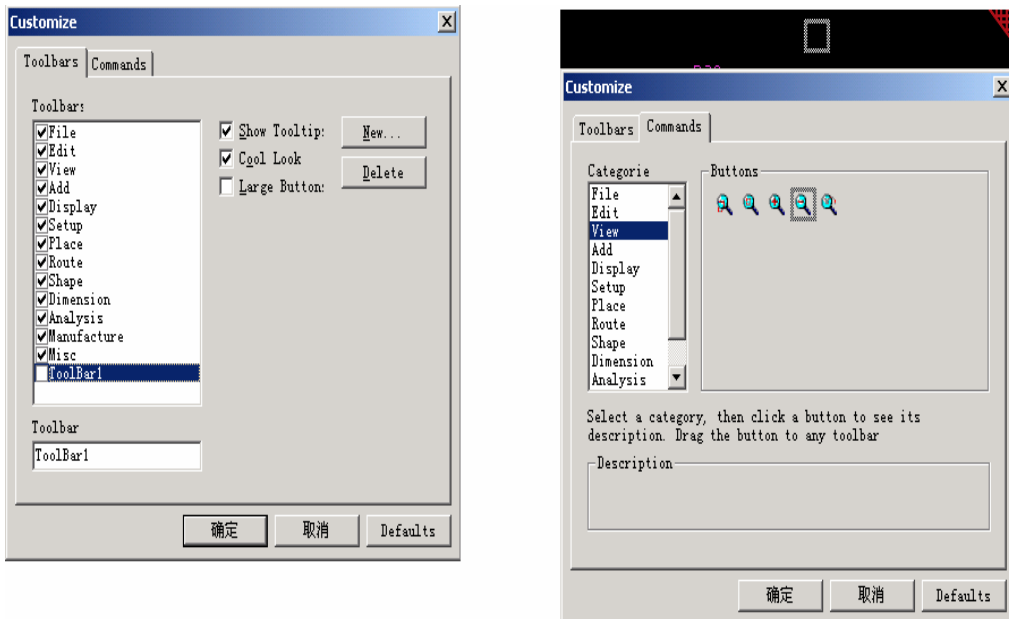 Customize
Toolbars Commands
Toolbar:
File
Edit
View
Add
Display
Setup
Place
Route
Shape
Dimension
Analysis
Manufacture
Misc
ToolBar1
Show Tooltip:
Cool Look
Large Button:
New...
Delete
Toolbar
ToolBar1
确定 取消 Defaults
Customize
Toolbars Commands
Categorie
File
Edit
View
Add
Display
Setup
Place
Route
Shape
Dimension
Analysis
Buttons
Select a category, then click a button to see its
description. Drag the button to any toolbar
Description
确定 取消 Defaults